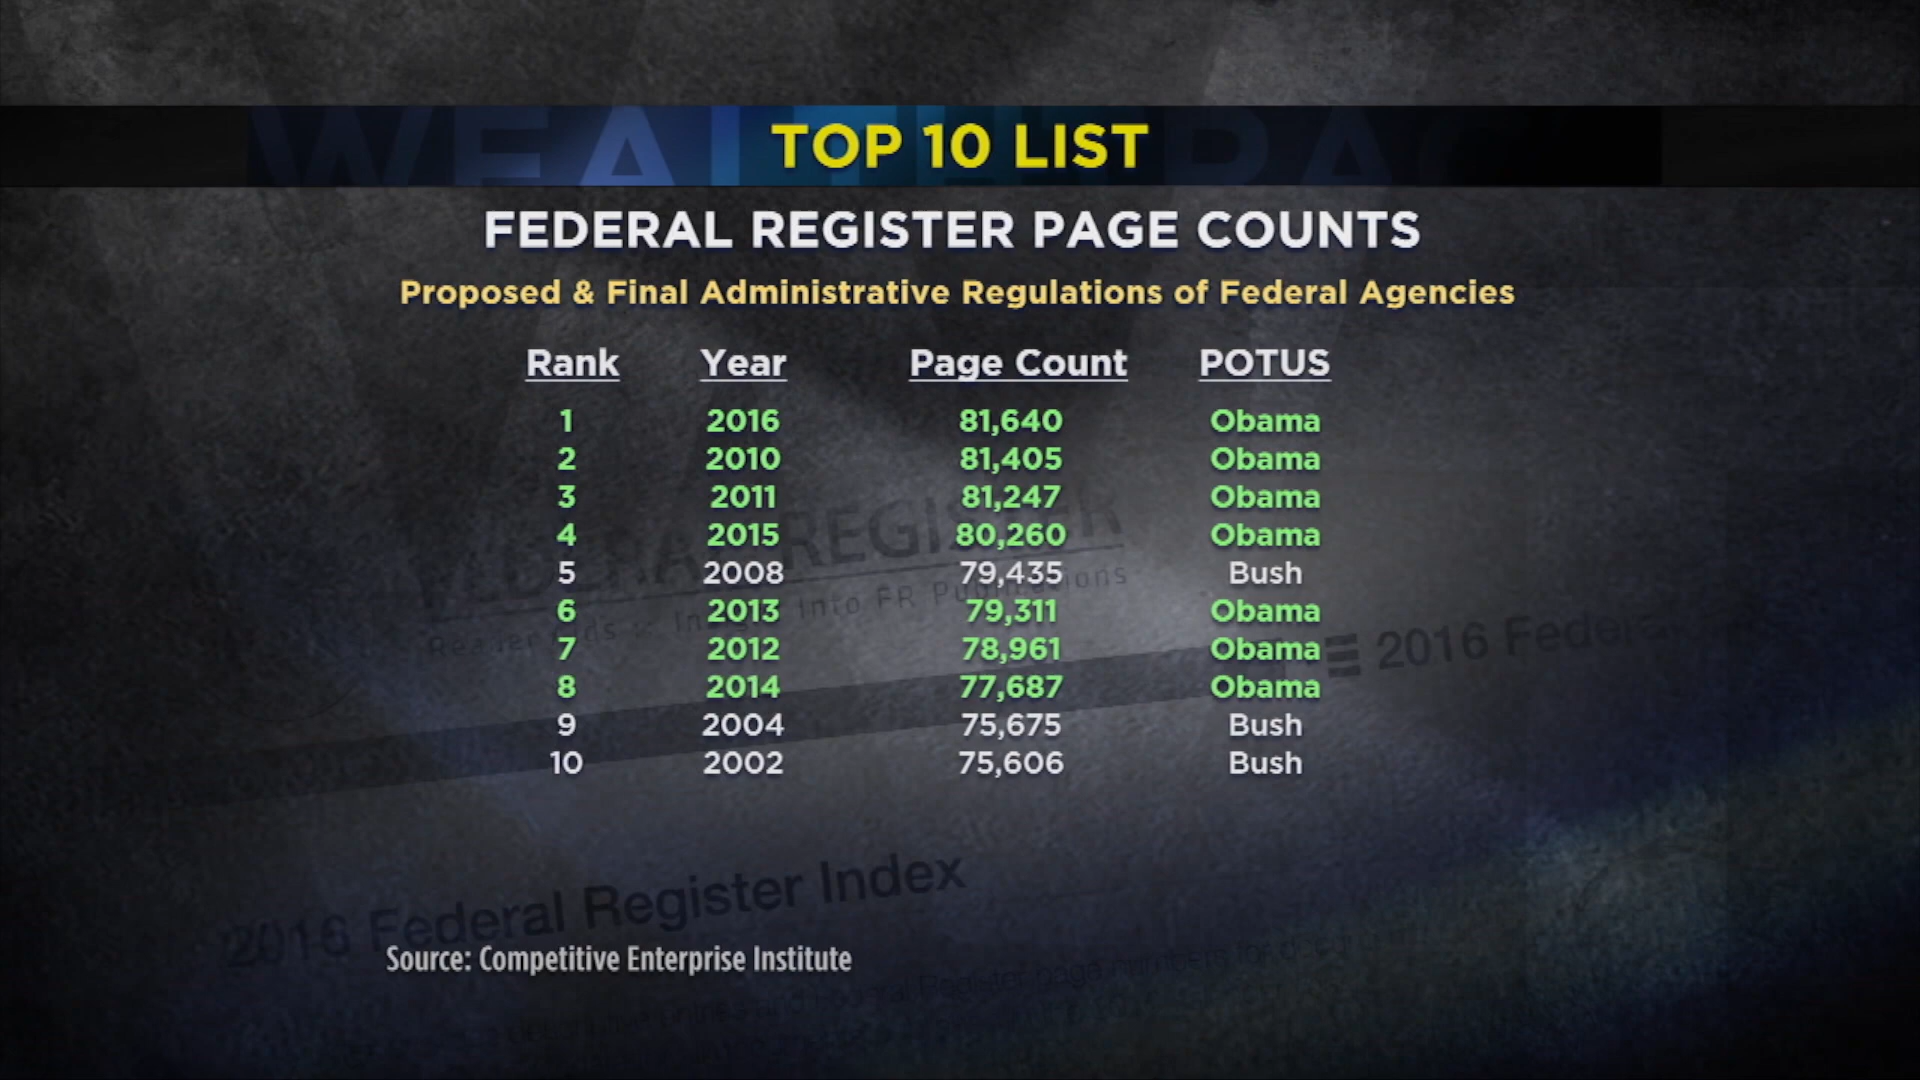 TOP 10 LIST
FEDERAL REGISTER PAGE COUNTS
Proposed & Final Administrative Regulations of Federal Agencies
Rank Year Page Count POTUS
1 2016 81,640 Obama
2 2010 81,405 Obama
3 2011 81,247 Obama
4 2015 80,260 Obama
5 2008 79,435 Bush
6 2013 79,311 Obama
7 2012 78,961 Obama
8 2014 77,687 Obama
9 2004 75,675 Bush
10 2002 75,606 Bush
2016 Federal
2016 Federal Register Index
Source: Competitive Enterprise Institute